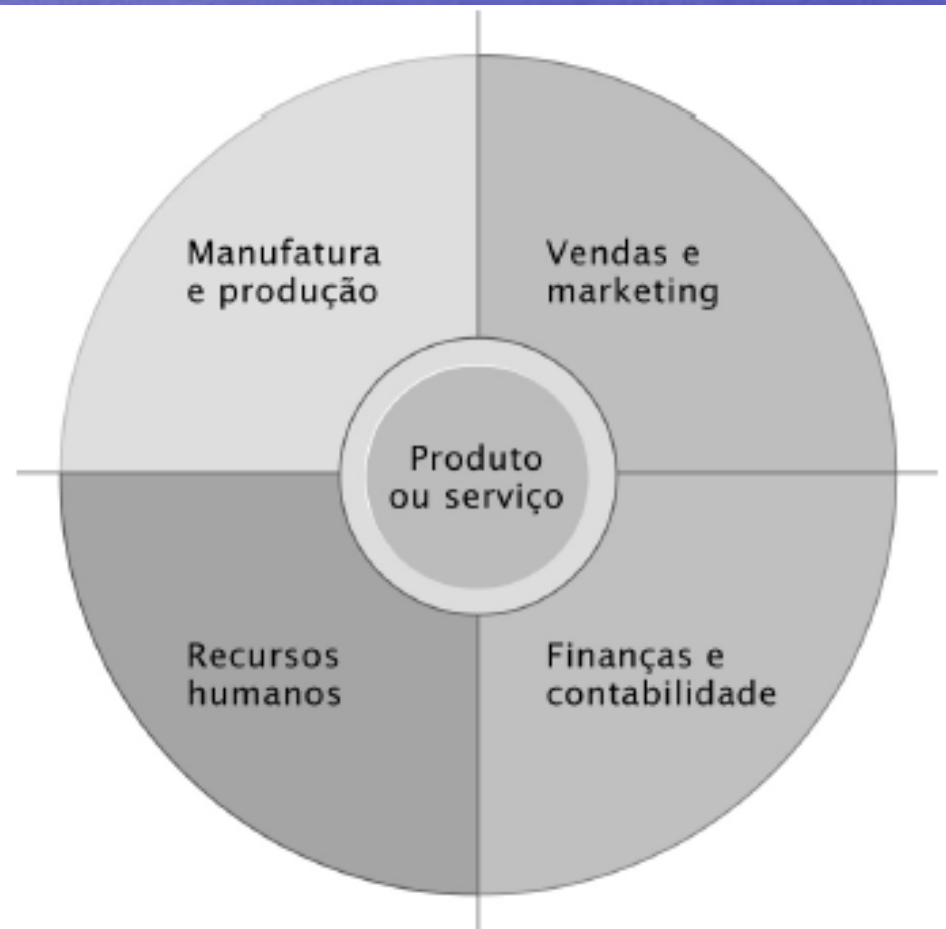 Manufatura
e produção
Vendas e
marketing
Produto
ou serviço
Recursos
humanos
Finanças e
contabilidade